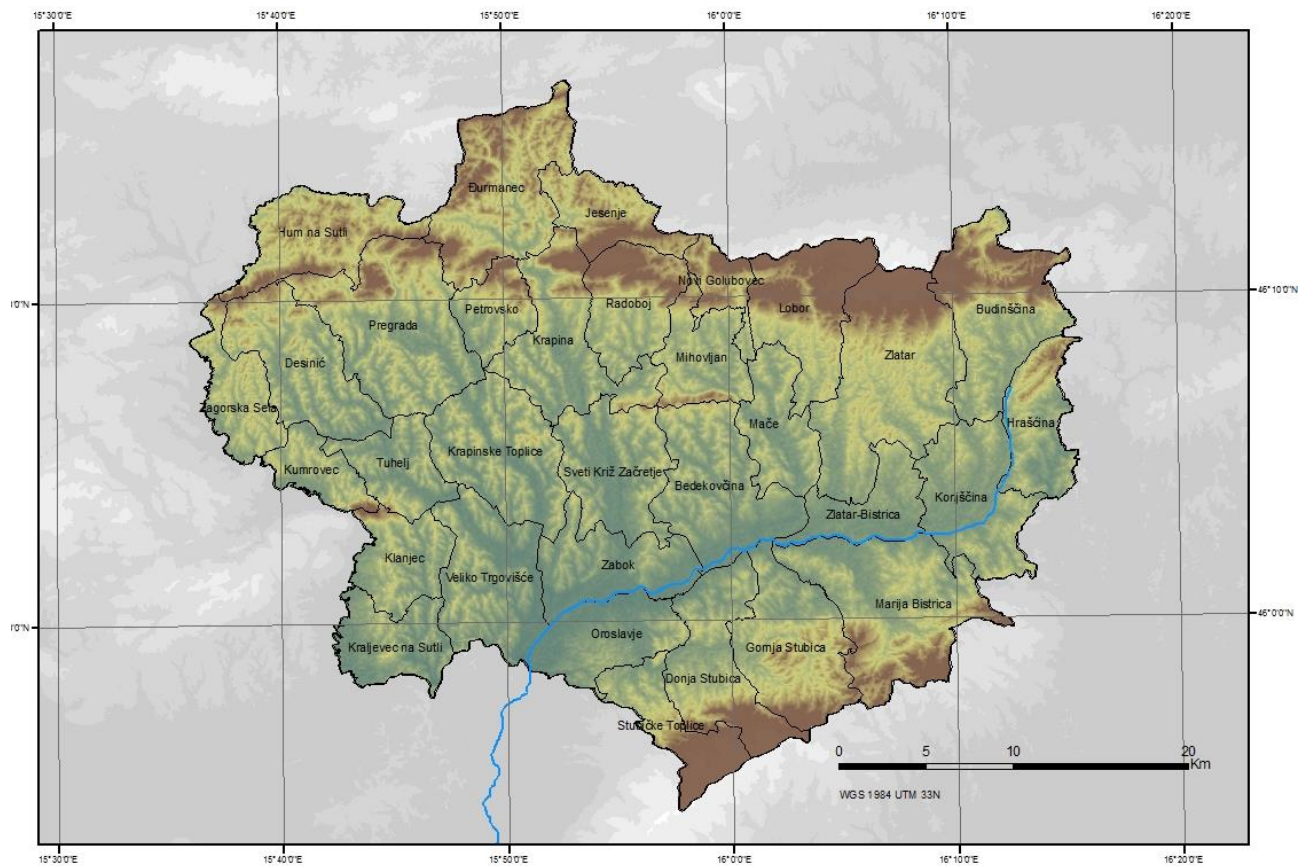 15°30'0"E 15°40'0"E 15°50'0"E 16°0'0"E 16°10'0"E 16°20'0"E
Đurmanec
Jesenje
Hum na Sutli
Novi Golubovec
0'N
46°10'0"N
Petrovsko
Radoboj
Lobor
Budinščina
Pregrada
Krapina
Desinić
Mihovljan
Zlatar
Zagorska Sela
Mače
Hrašćina
Krapinske Toplice
Kumrovec
Tuhelj
Sveti Križ Začretje
Bedekovčina
Konjščina
Zlatar-Bistrica
Klanjec
Veliko Trgovišće
Zabok
Marija Bistrica
0'N
46°0'0"N
Kraljevec na Sutli
Oroslavje
Gornja Stubica
Donja Stubica
Stubičke Toplice
0 5 10 20
Km
WGS 1984 UTM 33N
15°30'0"E 15°40'0"E 15°50'0"E 16°0'0"E 16°10'0"E 16°20'0"E